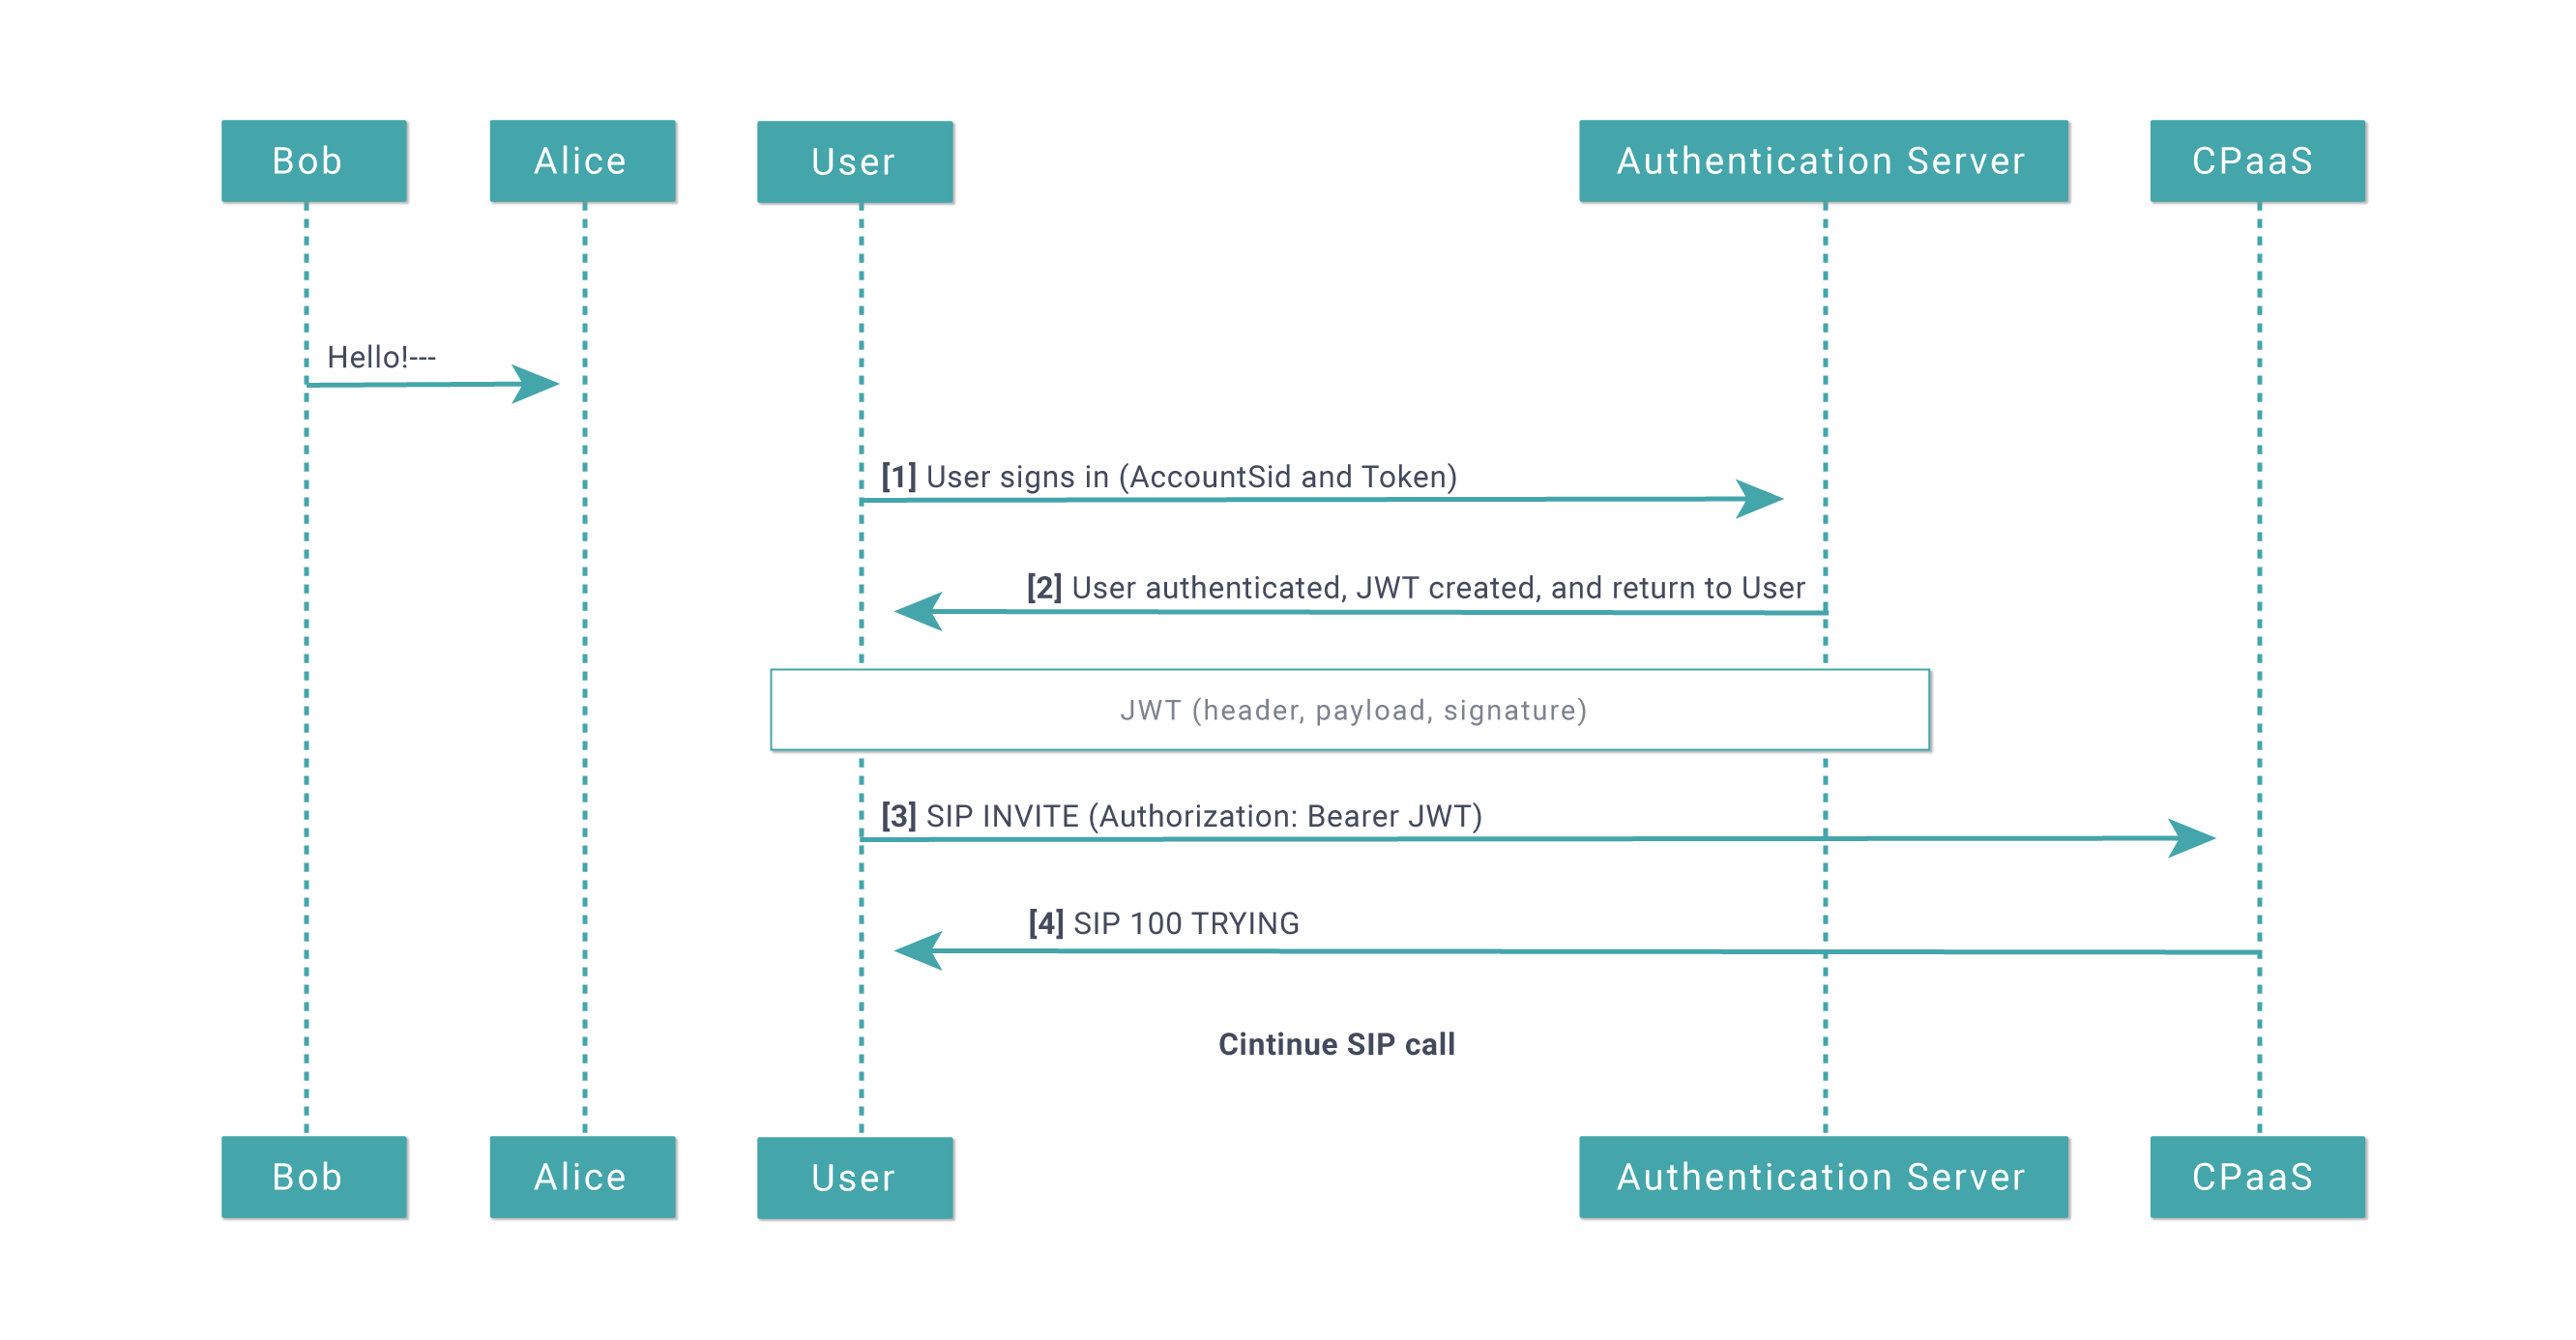 Bob
Alice
User
Authentication Server
CPaaS
Hello!---
[1] User signs in (AccountSid and Token)
[2] User authenticated, JWT created, and return to User
JWT (header, payload, signature)
[3] SIP INVITE (Authorization: Bearer JWT)
[4] SIP 100 TRYING
Cintinue SIP call
Bob
Alice
User
Authentication Server
CPaaS